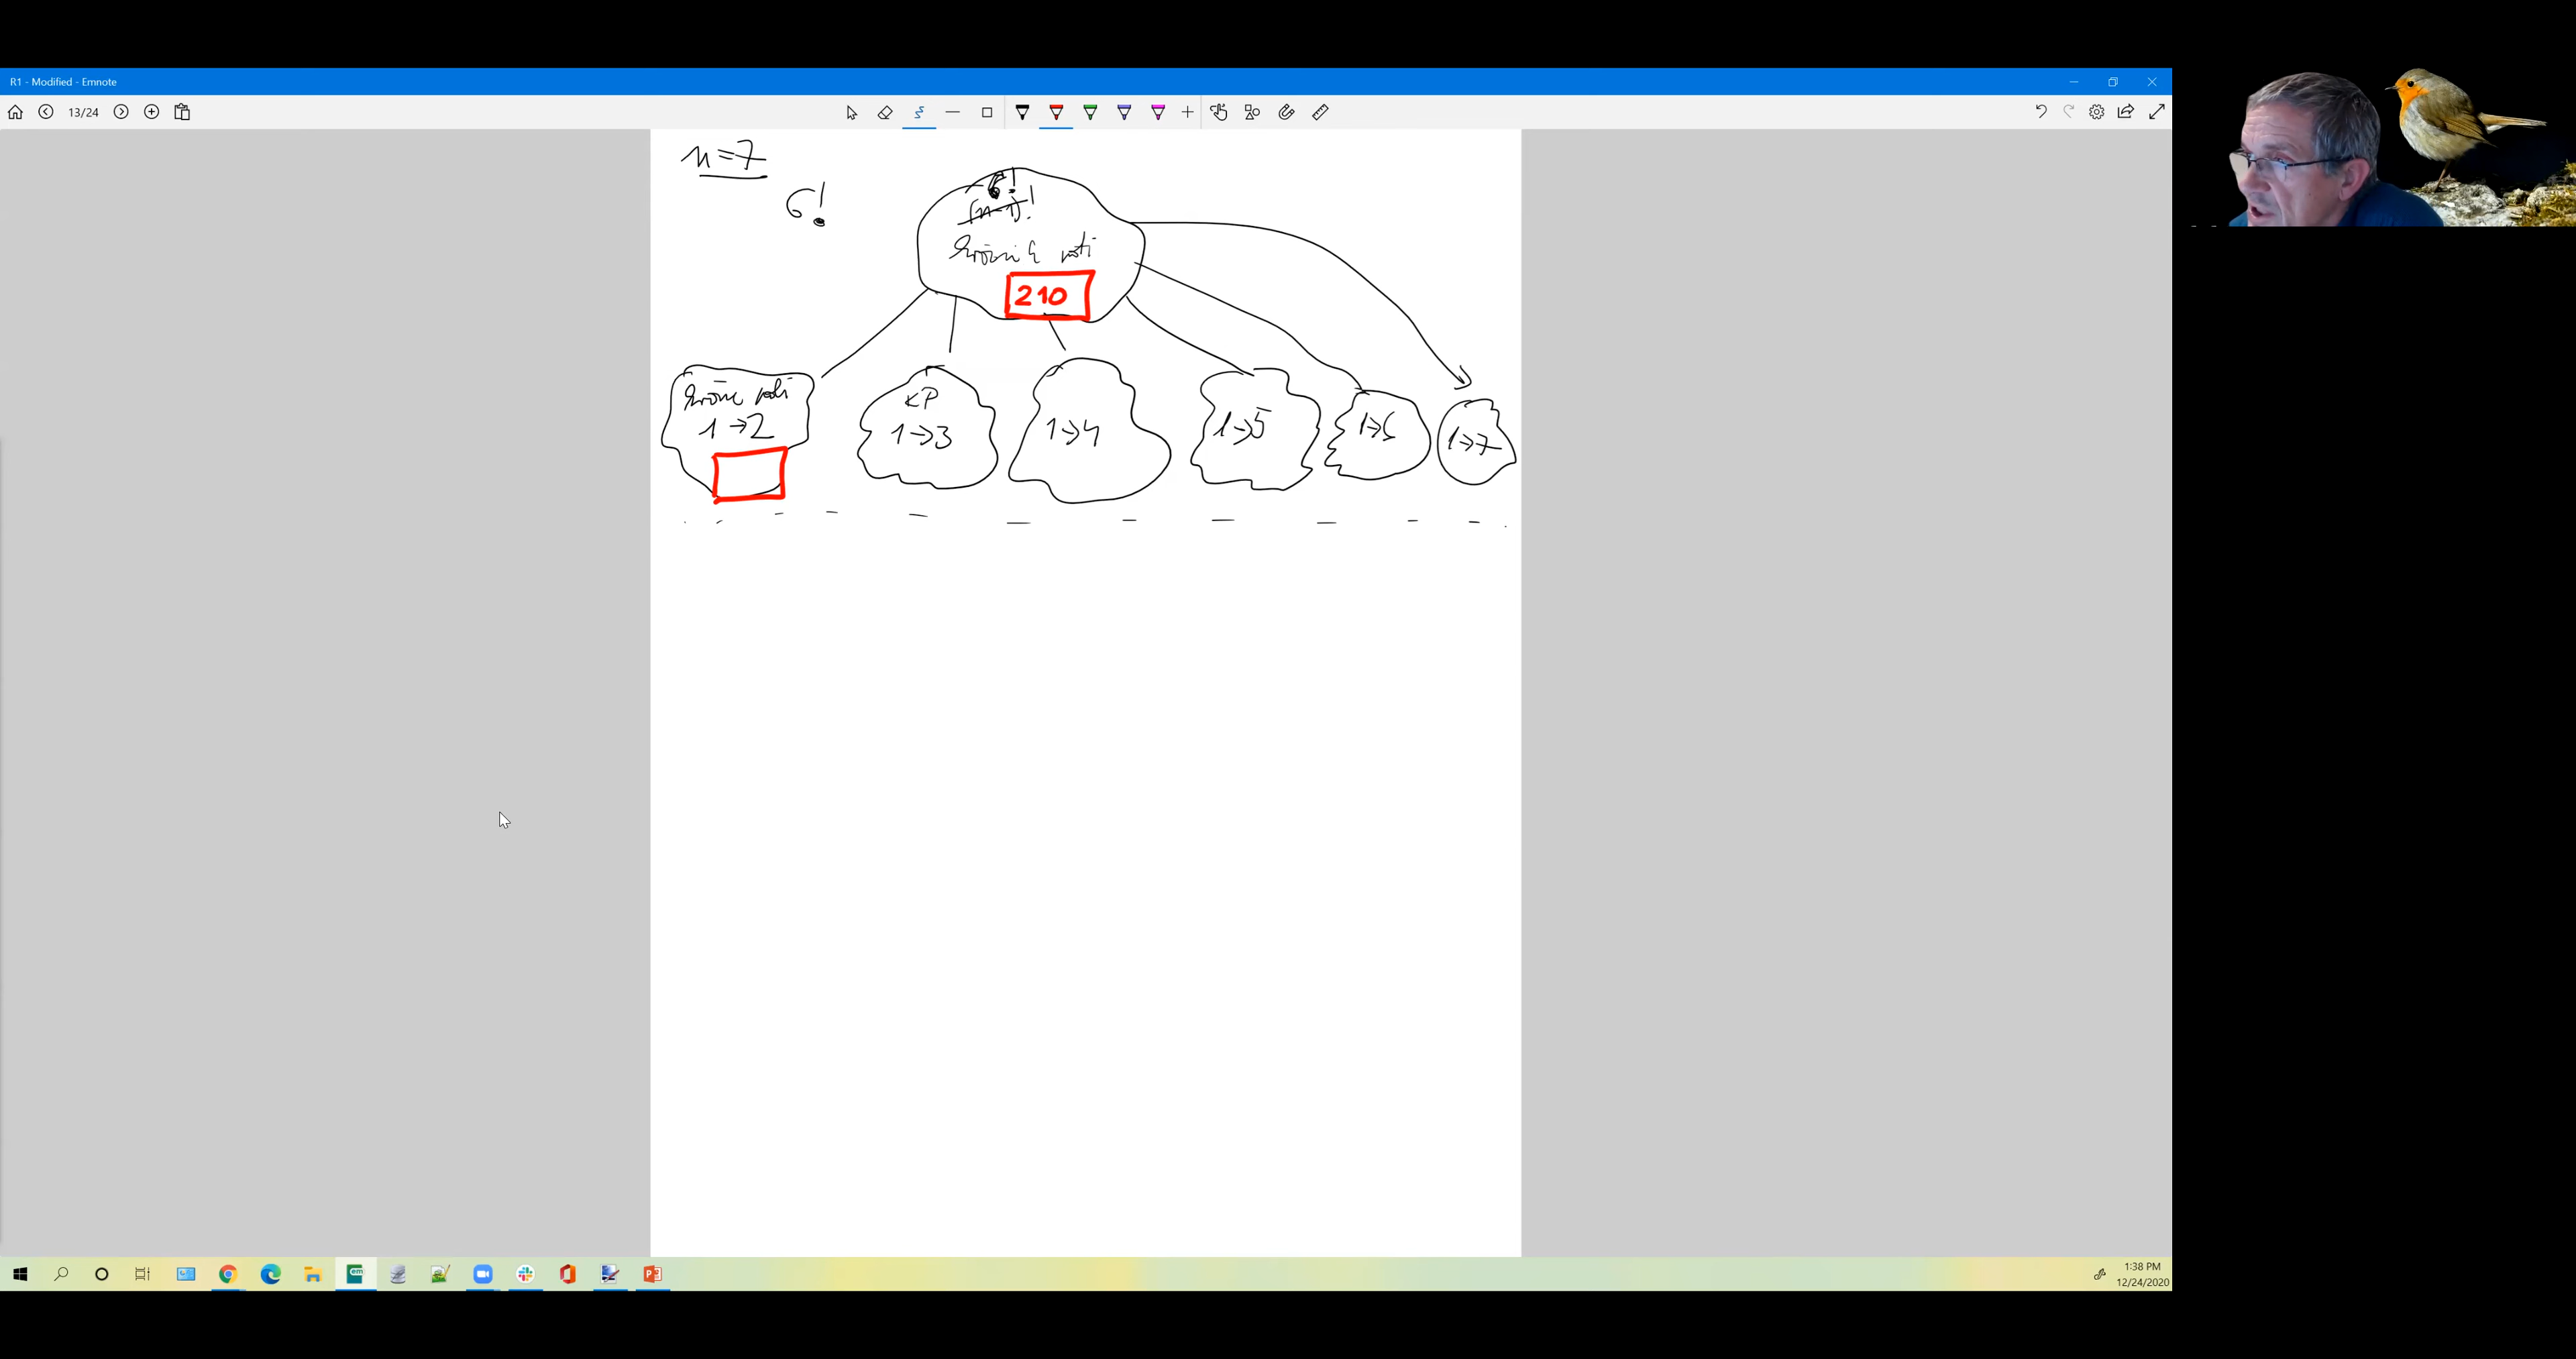 R1 - Modified - Emnote
13/24
n=7
6!
6!
(n-1)!
210
1→2
KP
1→3
1→4
1→5
1→6
1→7
1:38 PM
12/24/2020